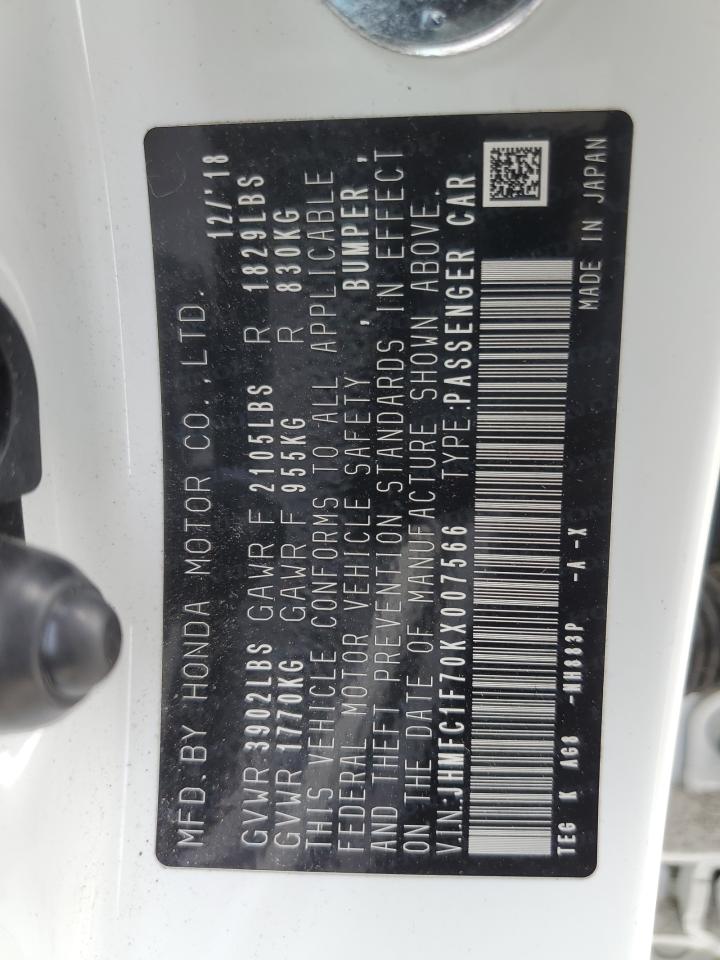 MFD. BY HONDA MOTOR CO., LTD. 12/'18
GVWR 3902LBS GAWR F 2105LBS R 1829LBS
GVWR 1770KG GAWR F 955KG R 830KG
THIS VEHICLE CONFORMS TO ALL APPLICABLE
FEDERAL MOTOR VEHICLE SAFETY , BUMPER ,
AND THEFT PREVENTION STANDARDS IN EFFECT
ON THE DATE OF MANUFACTURE SHOWN ABOVE.
VIN:JHMFC1F70KX007566 TYPE:PASSENGER CAR
TEG K AG8 -NH883P -A -X MADE IN JAPAN